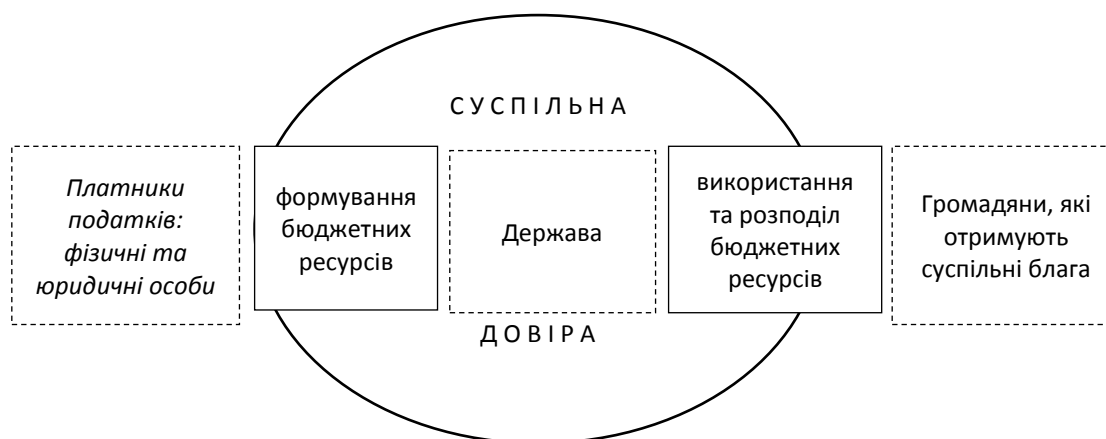 С У С П І Л Ь Н А
Платники
податків:
фізичні та
юридичні особи
формування
бюджетних
ресурсів
Держава
використання
та розподіл
бюджетних
ресурсів
Громадяни, які
отримують
суспільні блага
Д О В І Р А